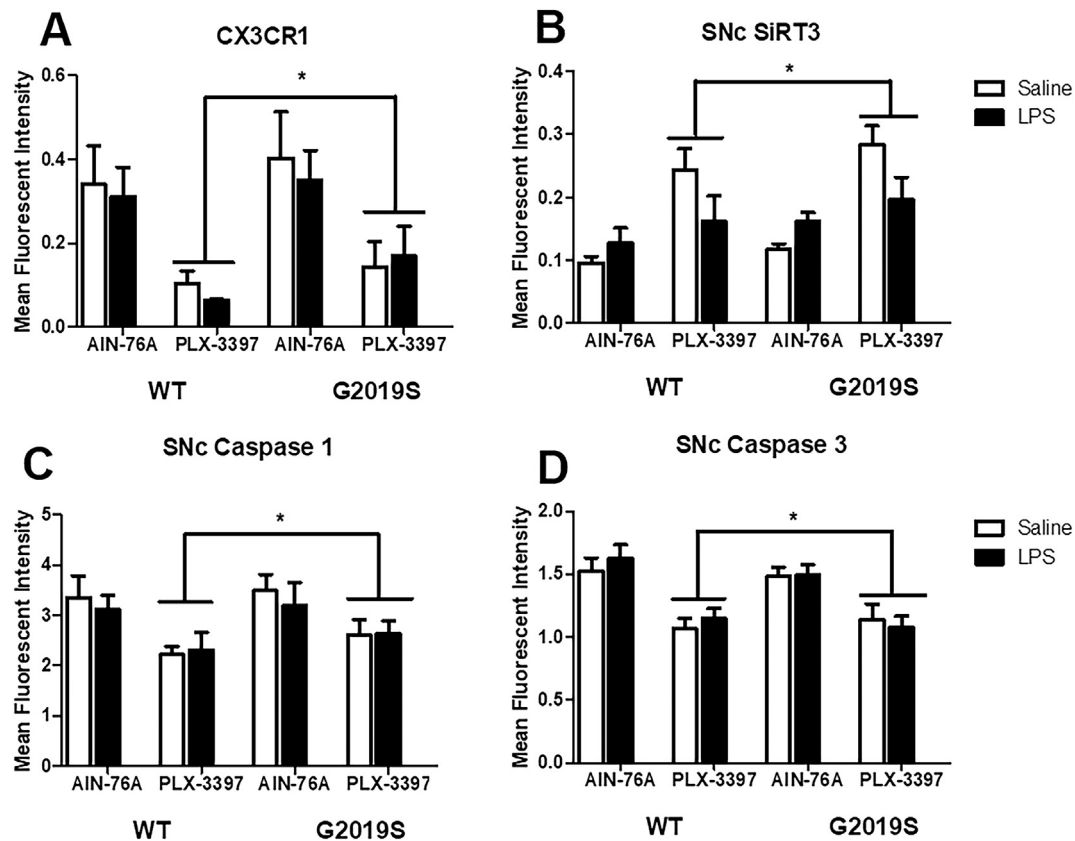 A
CX3CR1
*
Mean Fluorescent Intensity
0.6
0.4
0.2
0.0
AIN-76A PLX-3397 AIN-76A PLX-3397
WT G2019S
B
SNc SiRT3
*
Mean Fluorescent Intensity
0.4
0.3
0.2
0.1
0.0
AIN-76A PLX-3397 AIN-76A PLX-3397
WT G2019S
Saline
LPS
C
SNc Caspase 1
*
Mean Fluorescent Intensity
5
4
3
2
1
0
AIN-76A PLX-3397 AIN-76A PLX-3397
WT G2019S
D
SNc Caspase 3
*
Mean Fluorescent Intensity
2.0
1.5
1.0
0.5
0.0
AIN-76A PLX-3397 AIN-76A PLX-3397
WT G2019S
Saline
LPS